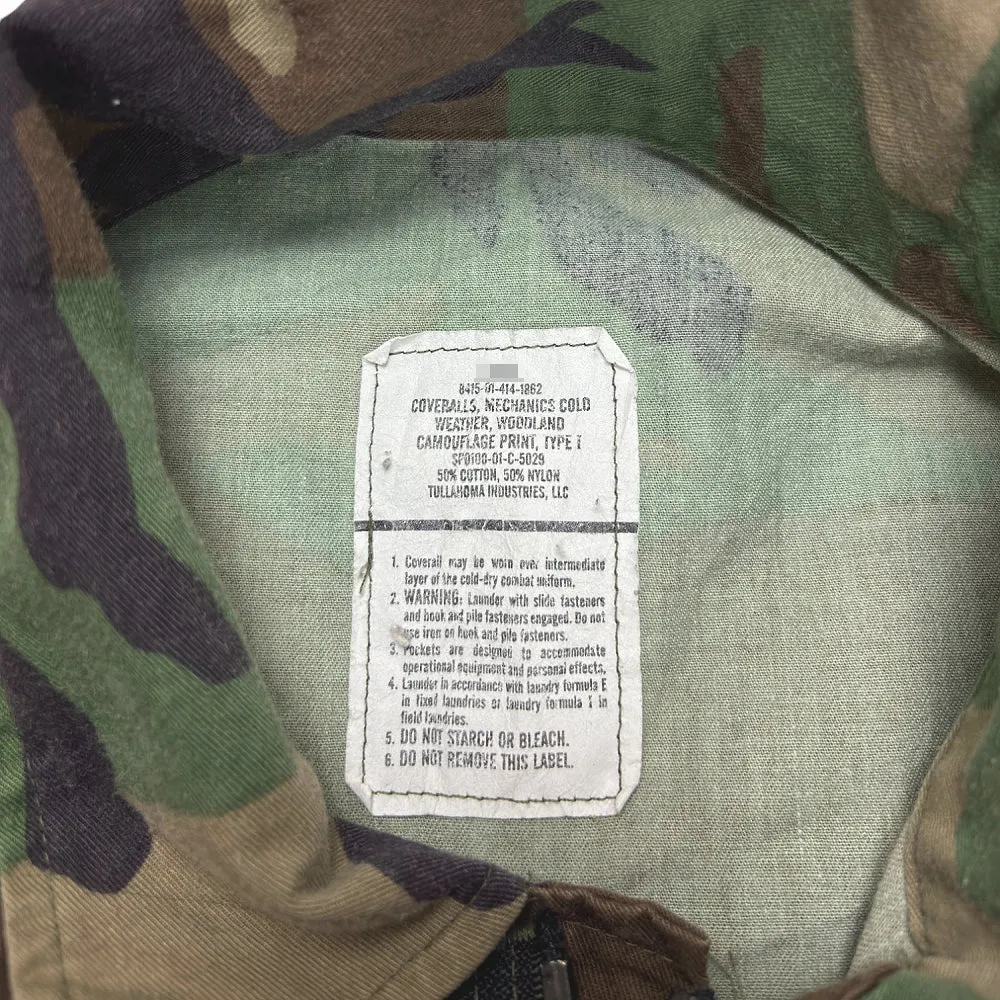 8415-01-414-1862
COVERALLS, MECHANICS COLD
WEATHER, WOODLAND
CAMOUFLAGE PRINT, TYPE I
SP0100-01-C-5029
50% COTTON, 50% NYLON
TULLAHOMA INDUSTRIES, LLC
1. Coverall may be worn over intermediate
layer of the cold-dry combat uniform.
2. WARNING: Launder with slide fasteners
and hook and pile fasteners engaged. Do not
use iron on hook and pile fasteners.
3. Pockets are designed to accommodate
operational equipment and personal effects.
4. Launder in accordance with laundry formula E
in fixed laundries or laundry formula I in
field laundries.
5. DO NOT STARCH OR BLEACH.
6. DO NOT REMOVE THIS LABEL.